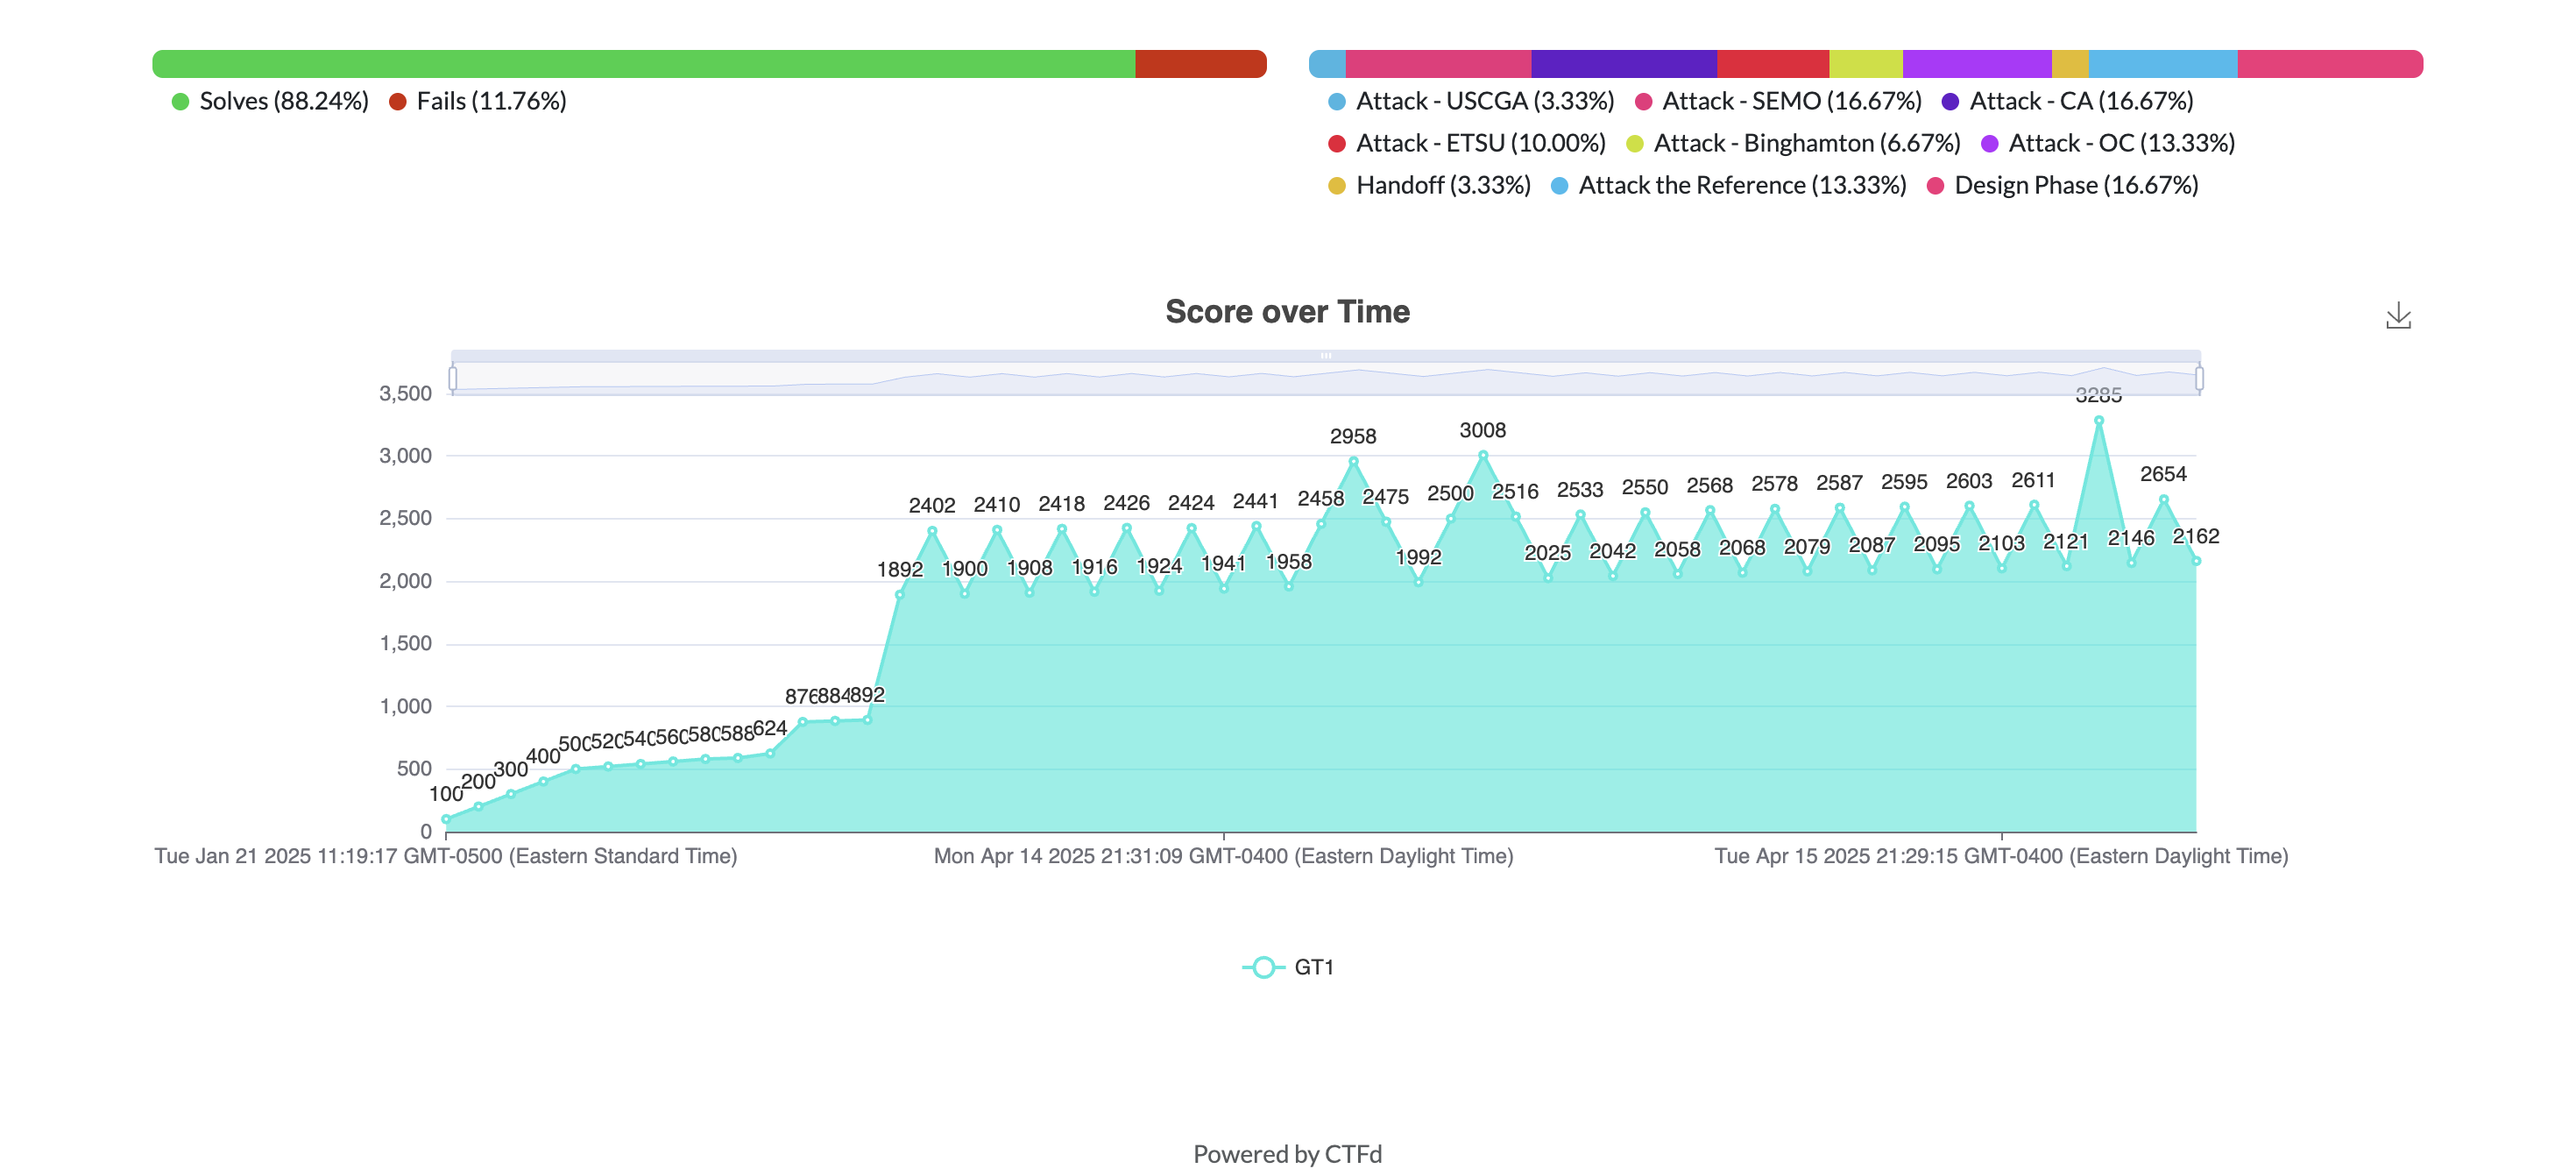 Solves (88.24%) Fails (11.76%)
Attack - USCGA (3.33%) Attack - SEMO (16.67%) Attack - CA (16.67%)
Attack - ETSU (10.00%) Attack - Binghamton (6.67%) Attack - OC (13.33%)
Handoff (3.33%) Attack the Reference (13.33%) Design Phase (16.67%)
Score over Time
3,500
3,000
2,500
2,000
1,500
1,000
500
0
100 200 300 400 500 520 540 560 580 588 624 876 884 892 1892 2402 1900 2410 1908 2418 1916 2426 1924 2424 1941 2441 1958 2458 2958 2475 1992 2500 3008 2516 2025 2533 2042 2550 2058 2568 2068 2578 2079 2587 2087 2595 2095 2603 2103 2611 2121 3285 2146 2654 2162
Tue Jan 21 2025 11:19:17 GMT-0500 (Eastern Standard Time) Mon Apr 14 2025 21:31:09 GMT-0400 (Eastern Daylight Time) Tue Apr 15 2025 21:29:15 GMT-0400 (Eastern Daylight Time)
GT1
Powered by CTFd